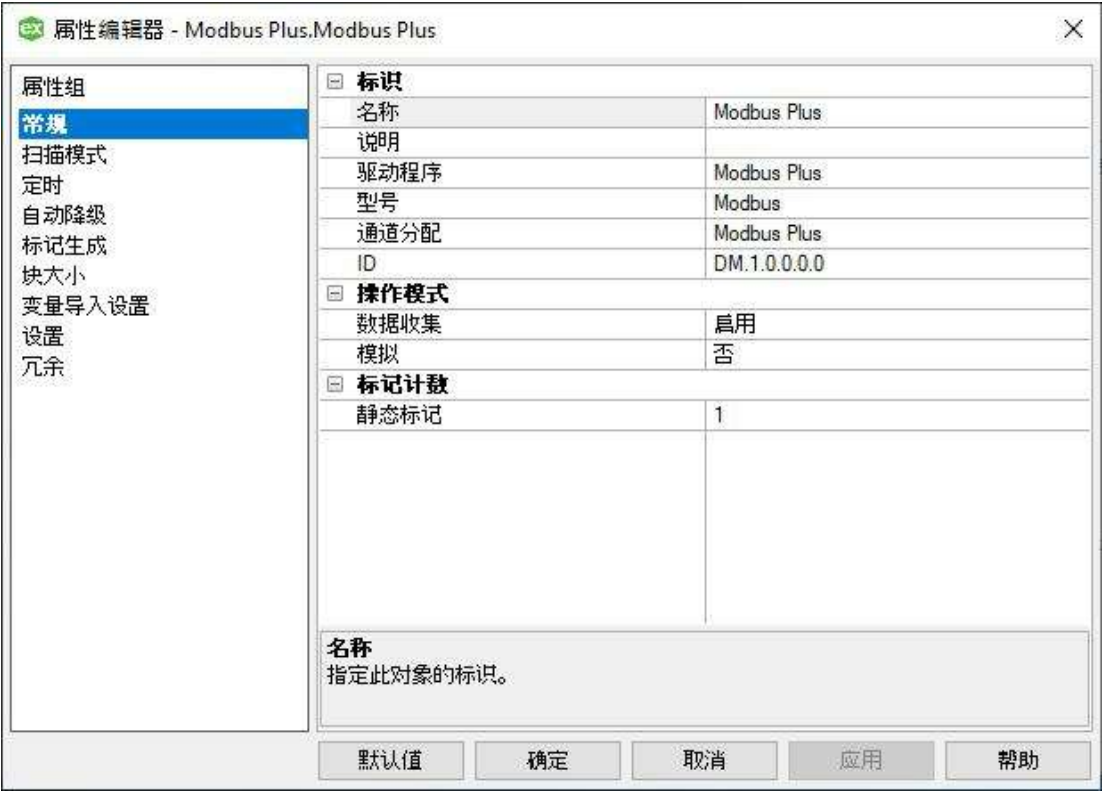 ex 属性编辑器 - Modbus Plus.Modbus Plus
属性组
常规
扫描模式
定时
自动降级
标记生成
块大小
变量导入设置
设置
冗余
标识
名称 Modbus Plus
说明
驱动程序 Modbus Plus
型号 Modbus
通道分配 Modbus Plus
ID DM.1.0.0.0.0
操作模式
数据收集 启用
模拟 否
标记计数
静态标记 1
名称
指定此对象的标识。
默认值 确定 取消 应用 帮助